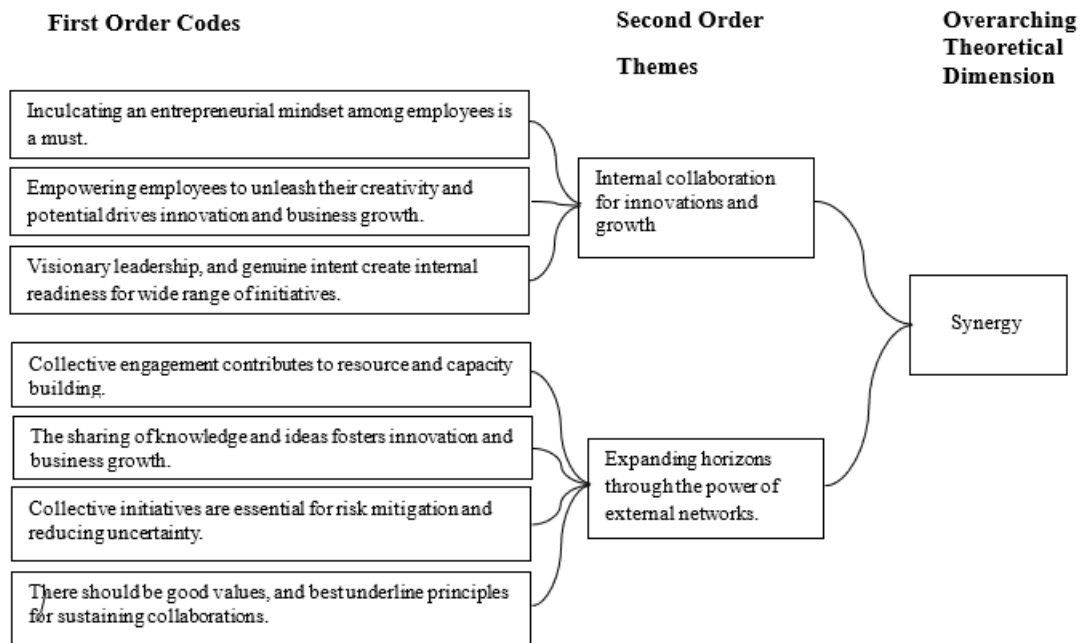 First Order Codes
Second Order
Themes
Overarching
Theoretical
Dimension
Inculcating an entrepreneurial mindset among employees is
a must.
Empowering employees to unleash their creativity and
potential drives innovation and business growth.
Visionary leadership, and genuine intent create internal
readiness for wide range of initiatives.
Collective engagement contributes to resource and capacity
building.
The sharing of knowledge and ideas fosters innovation and
business growth.
Collective initiatives are essential for risk mitigation and
reducing uncertainty.
There should be good values, and best underline principles
for sustaining collaborations.
Internal collaboration
for innovations and
growth
Expanding horizons
through the power of
external networks.
Synergy